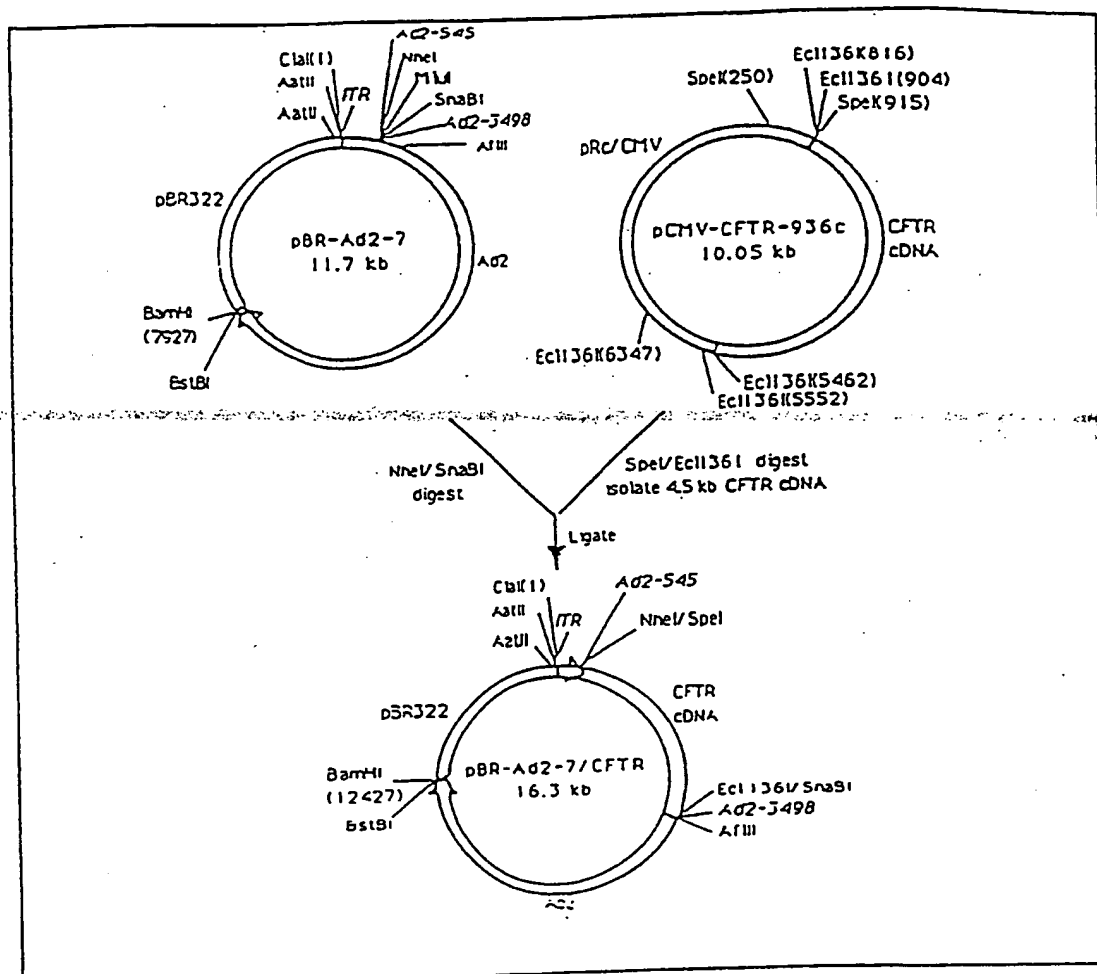 Ad2-545
NheI
MluI
SnaBI
Ad2-3498
AflII
ClaI(1)
AatII
ITR
AatII
pBR322
pBR-Ad2-7
11.7 kb
Ad2
BamHI
(7927)
BstBI
Ecl136I(816)
Ecl136I(904)
SpeI(915)
SpeI(250)
pRc/CMV
pCMV-CFTR-936c
10.05 kb
CFTR
cDNA
Ecl136I(6347)
Ecl136I(5462)
Ecl136I(5552)
NheI/SnaBI
digest
SpeI/Ecl136I digest
isolate 4.5 kb CFTR cDNA
Ligate
Ad2-545
ClaI(1)
AatII
ITR
AatII
NheI/SpeI
CFTR
cDNA
pBR322
pBR-Ad2-7/CFTR
16.3 kb
BamHI
(12427)
BstBI
Ecl136I/SnaBI
Ad2-3498
AflII